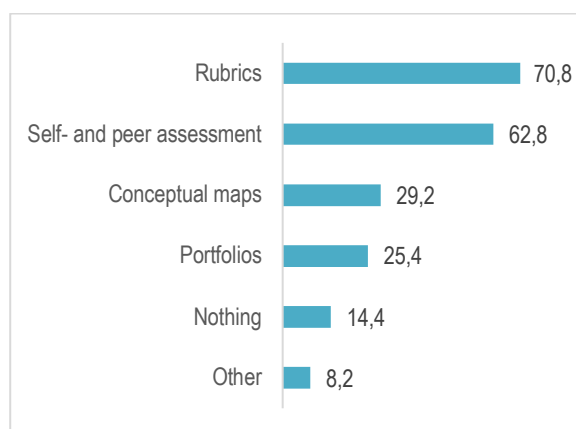 Rubrics 70,8
Self- and peer assessment 62,8
Conceptual maps 29,2
Portfolios 25,4
Nothing 14,4
Other 8,2